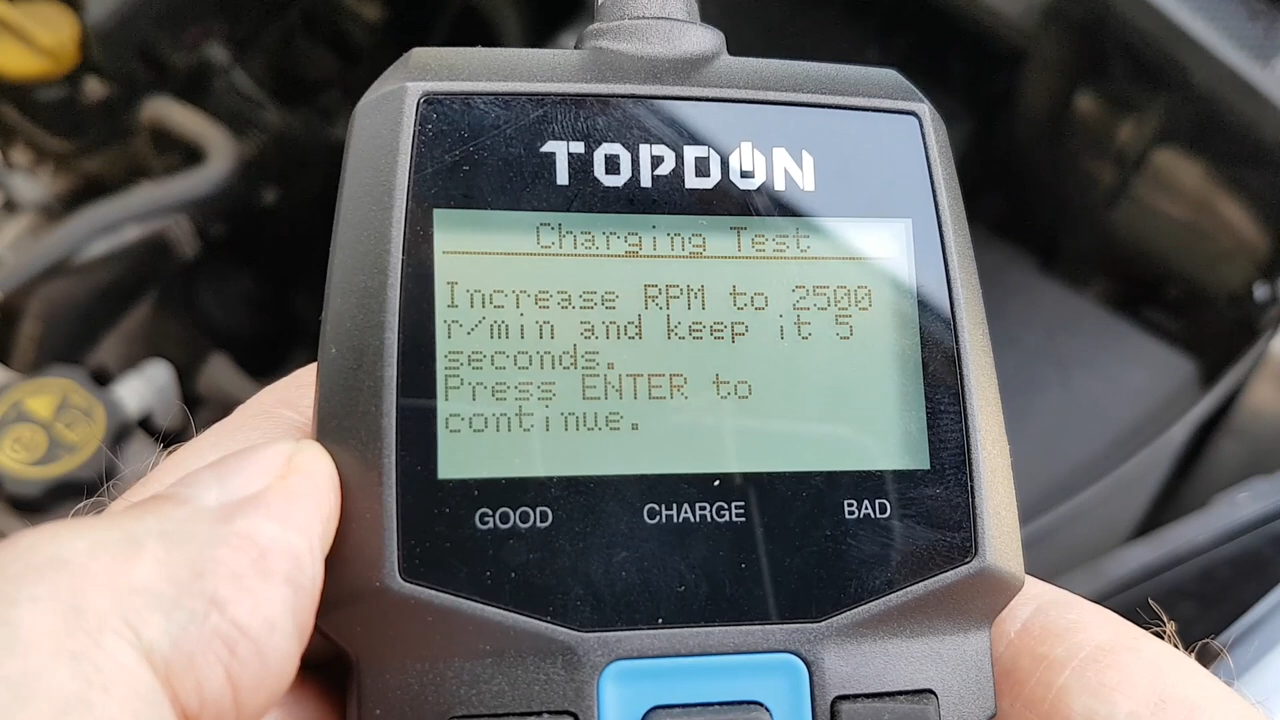 TOPDON
Charging Test
Increase RPM to 2500
r/min and keep it 5
seconds.
Press ENTER to
continue.
GOOD CHARGE BAD